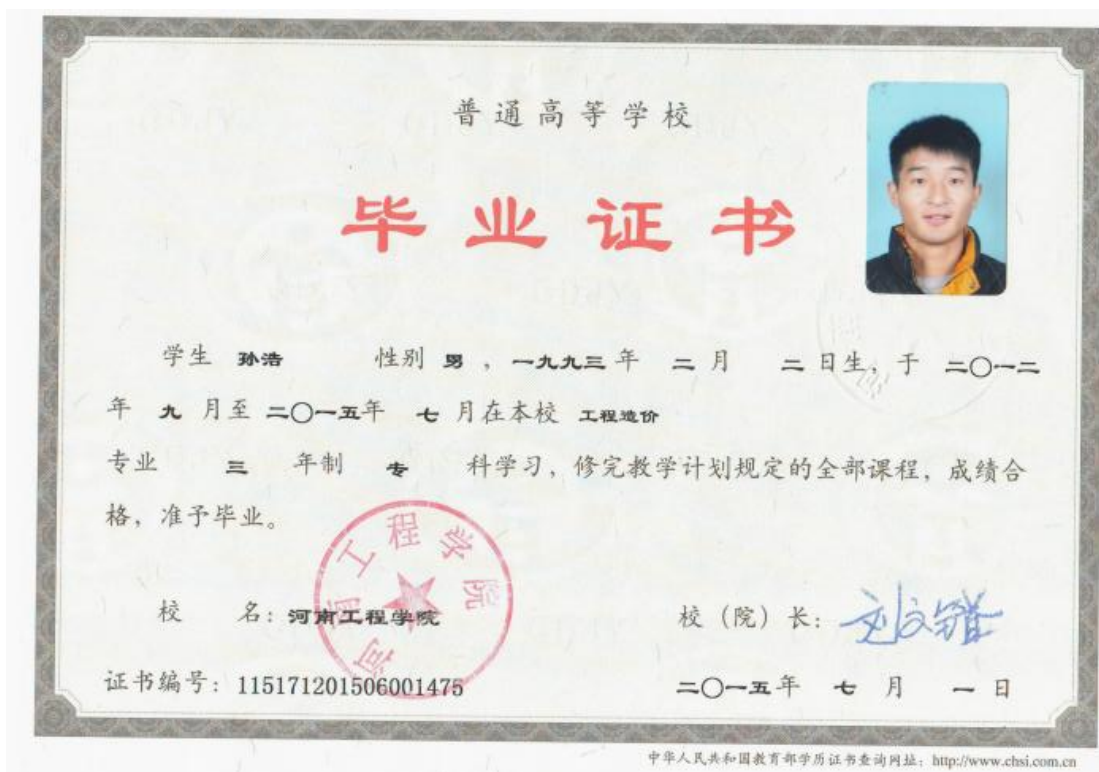 普通高等学校
毕业证书
学生 孙浩 性别 男，一九九三年 二月 二日生，于 二〇一二
年 九 月至 二〇一五年 七 月在本校 工程造价
专业 三 年制 专 科学习，修完教学计划规定的全部课程，成绩合
格，准予毕业。
河南工程学院
校 名：河南工程学院 校（院）长：
证书编号：115171201506001475 二〇一五年 七 月 一 日
中华人民共和国教育部学历证书查询网址：http://www.chsi.com.cn